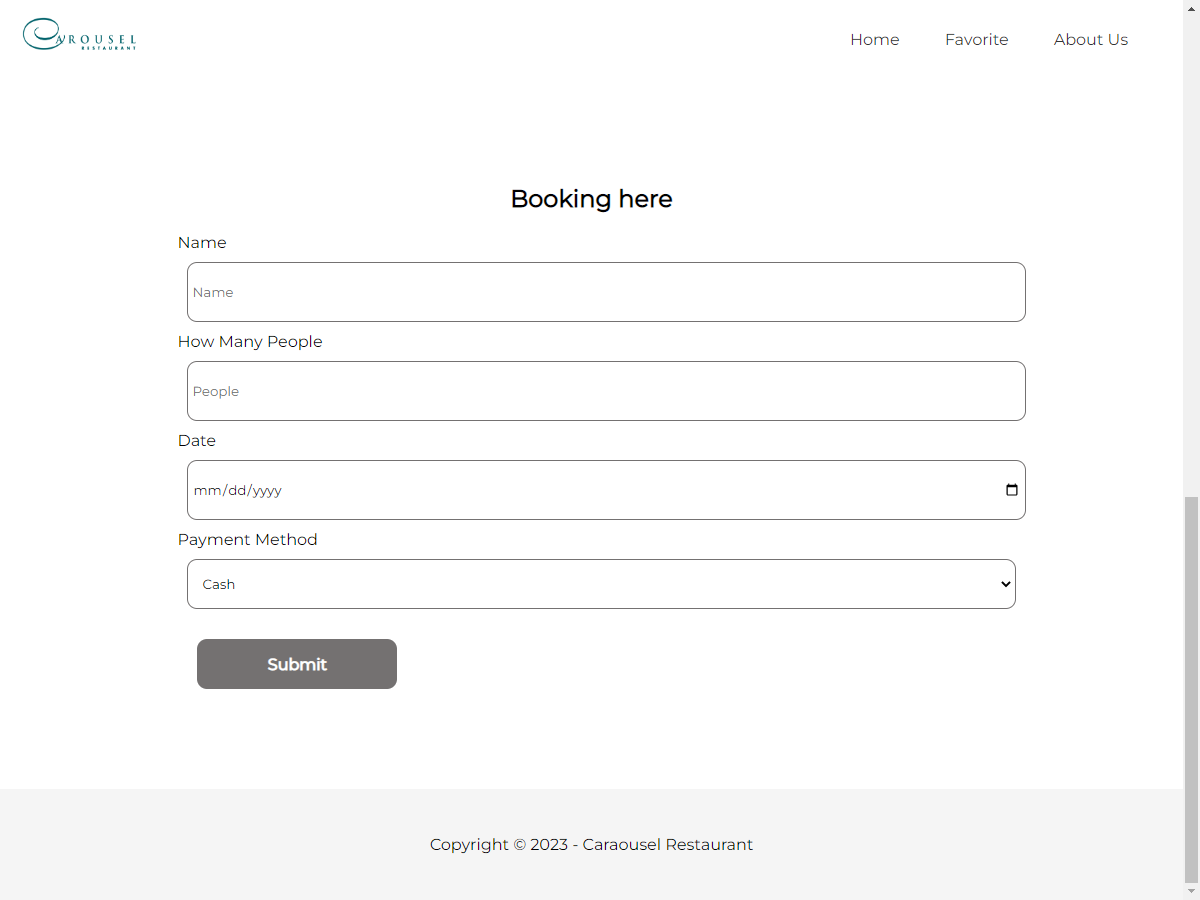 CAROUSEL
RESTAURANT
Home Favorite About Us
Booking here
Name
Name
How Many People
People
Date
mm/dd/yyyy
Payment Method
Cash
Submit
Copyright © 2023 - Caraousel Restaurant